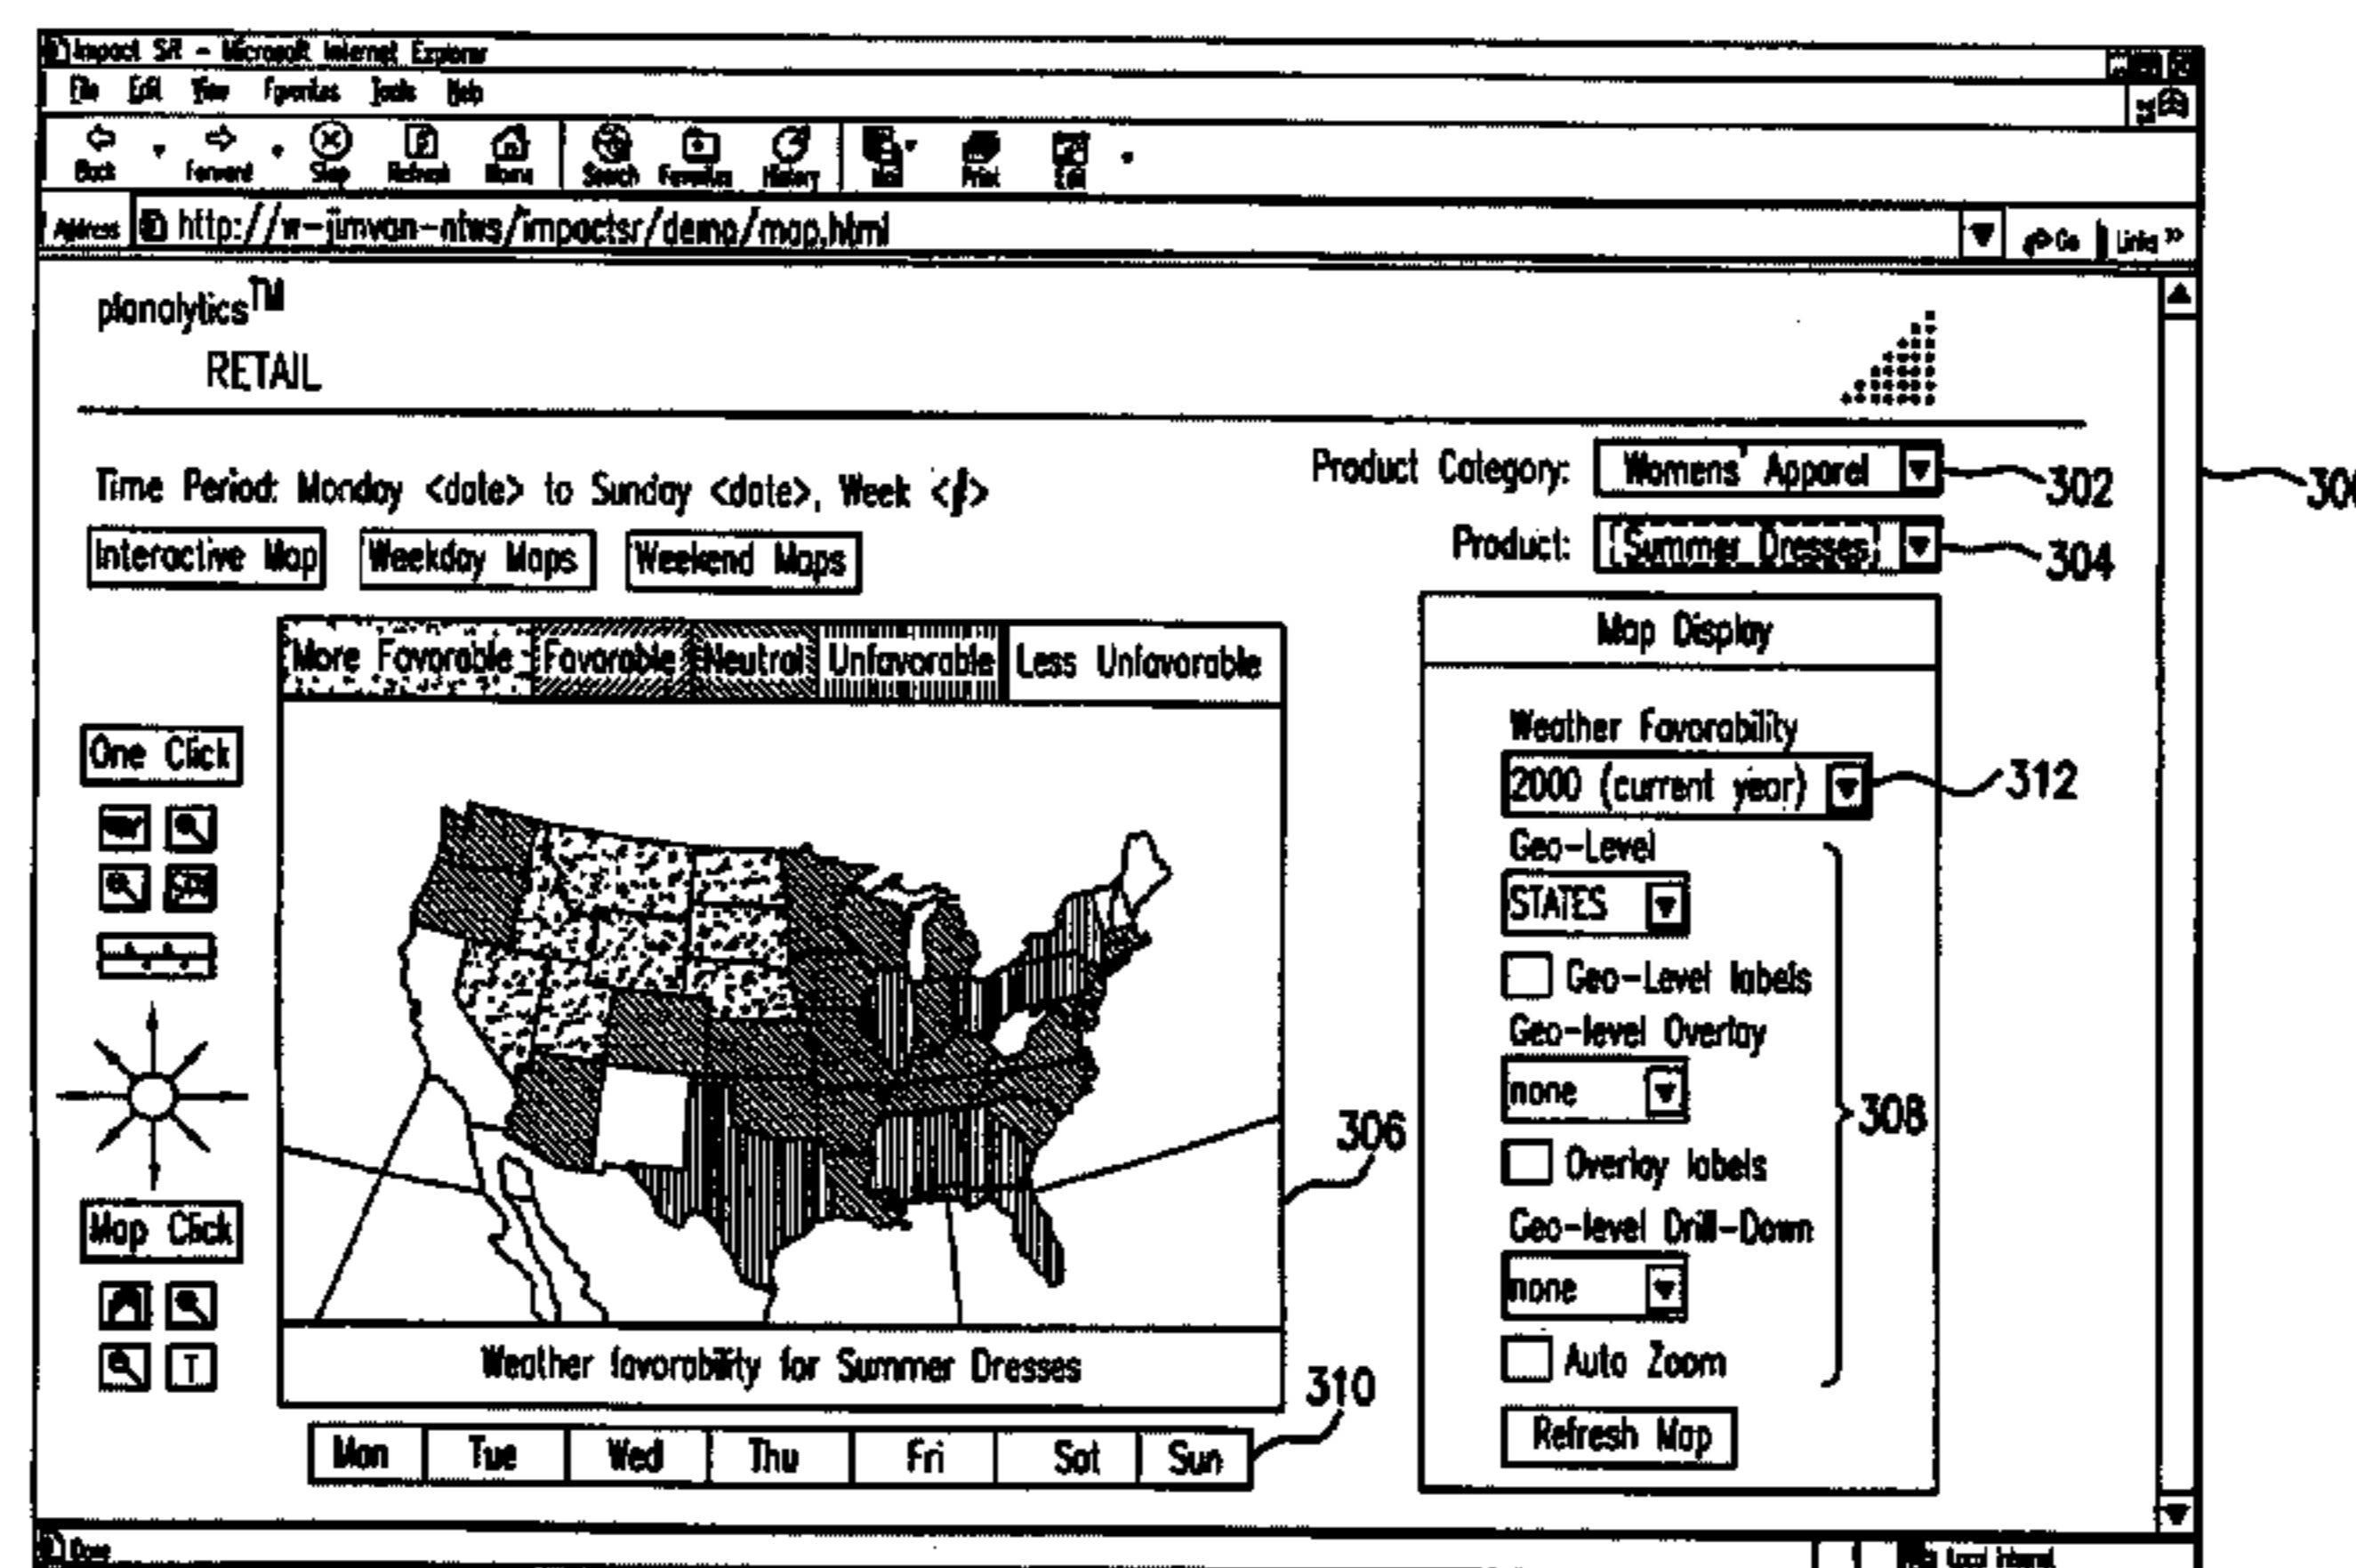 Impact SR - Microsoft Internet Explorer
File Edit View Favorites Tools Help
Back Forward Stop Refresh Home Search Favorites History Mail Print Edit
Address http://w-jimvan-ntws/impactsr/demo/map.html Go Links »
planalytics™
RETAIL
Time Period: Monday <date> to Sunday <date>, Week <#>
Product Category: Womens' Apparel 302
Product: Summer Dresses 304
Interactive Map Weekday Maps Weekend Maps
More Favorable Favorable Neutral Unfavorable Less Unfavorable
Map Display
Weather Favorability
2000 (current year) 312
Geo-Level
STATES
Geo-Level labels
Geo-level Overlay
none
Overlay labels
Geo-level Drill-Down
none
Auto Zoom
Refresh Map
308
One Click
Map Click
T
306
Weather favorability for Summer Dresses
310
Mon Tue Wed Thu Fri Sat Sun
Done